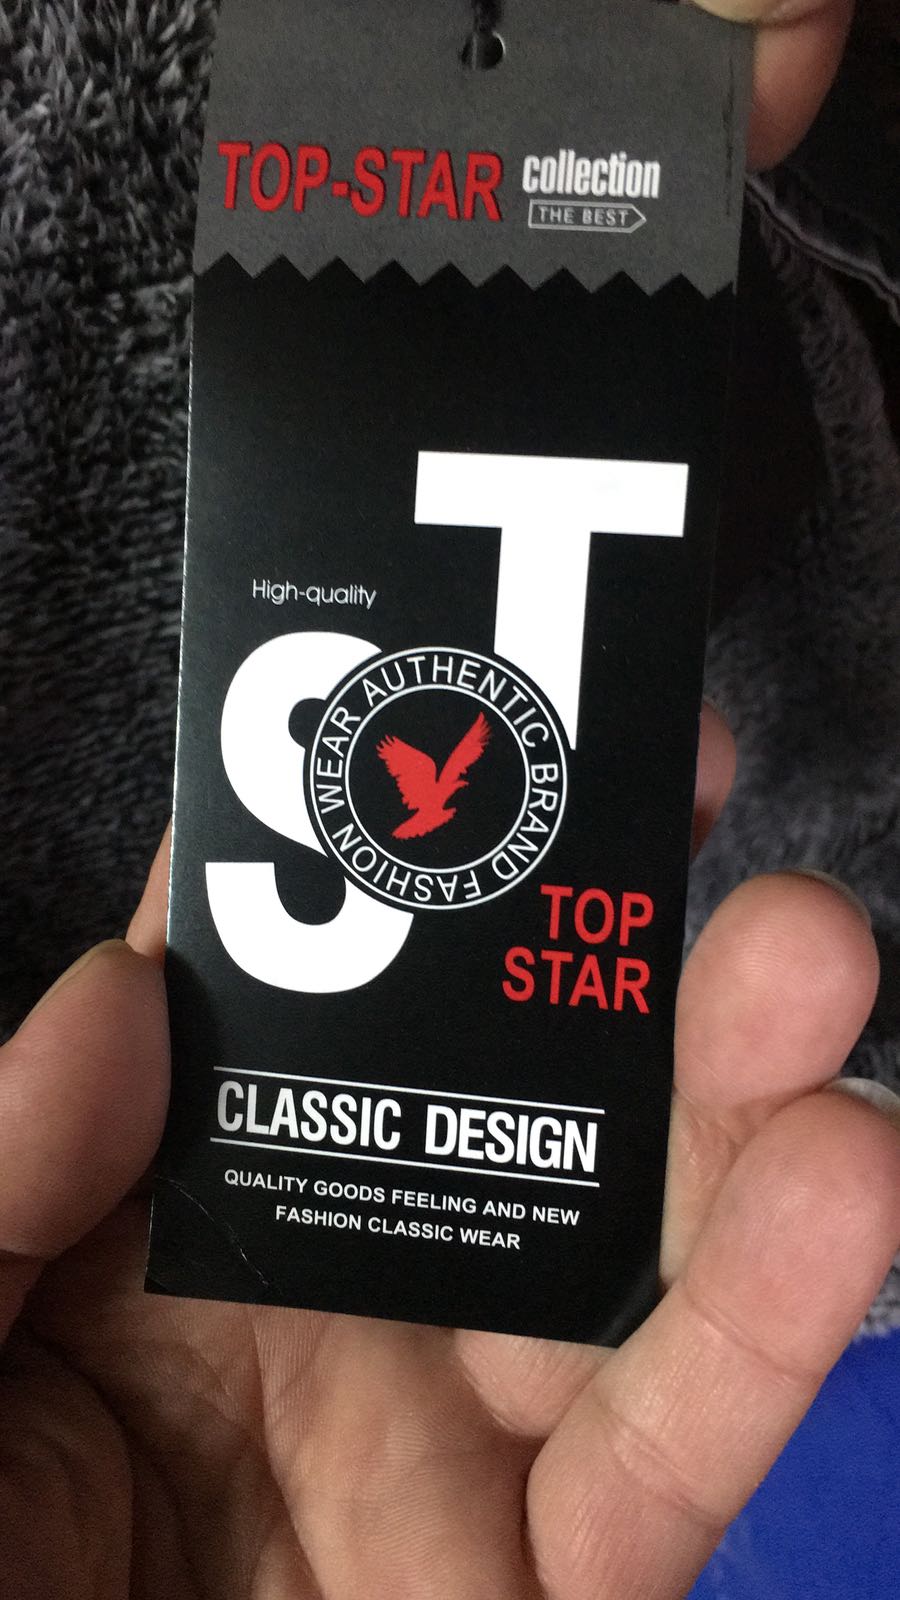 TOP-STAR collection
THE BEST
T
High-quality
S
AUTHENTIC BRAND FASHION WEAR
TOP
STAR
CLASSIC DESIGN
QUALITY GOODS FEELING AND NEW
FASHION CLASSIC WEAR